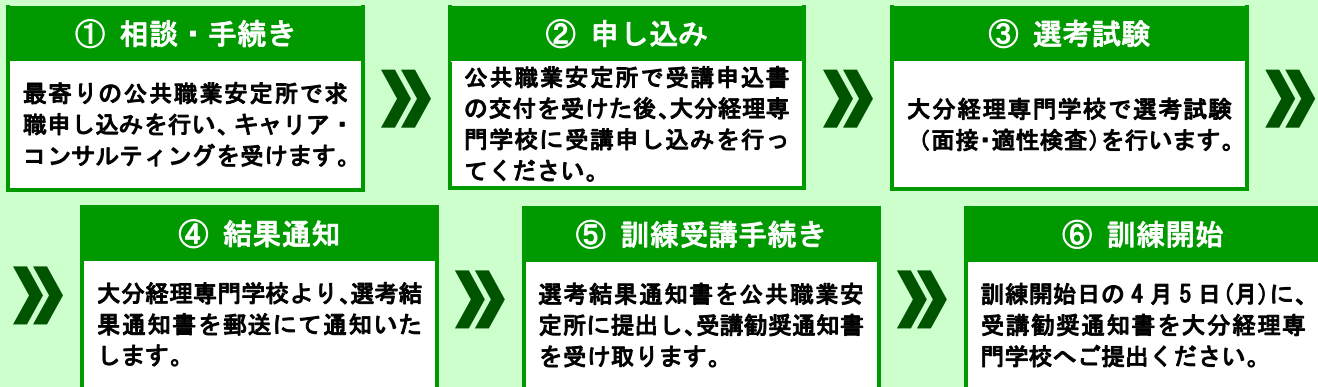 ① 相談・手続き
最寄りの公共職業安定所で求
職申し込みを行い、キャリア・
コンサルティングを受けます。
② 申し込み
公共職業安定所で受講申込書
の交付を受けた後、大分経理専
門学校に受講申し込みを行っ
てください。
③ 選考試験
大分経理専門学校で選考試験
（面接・適性検査）を行います。
④ 結果通知
大分経理専門学校より、選考結
果通知書を郵送にて通知いた
します。
⑤ 訓練受講手続き
選考結果通知書を公共職業安
定所に提出し、受講勧奨通知書
を受け取ります。
⑥ 訓練開始
訓練開始日の４月５日（月）に、
受講勧奨通知書を大分経理専
門学校へご提出ください。